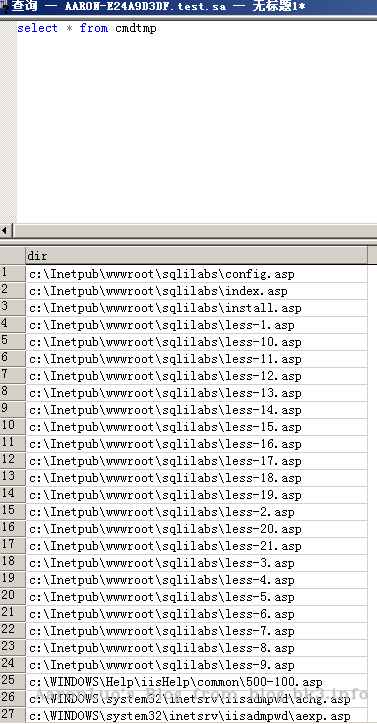 查询 — AARON-E24A9D3DF.test.sa — 无标题1*
select * from cmdtmp
dir
1 c:\Inetpub\wwwroot\sqlilabs\config.asp
2 c:\Inetpub\wwwroot\sqlilabs\index.asp
3 c:\Inetpub\wwwroot\sqlilabs\install.asp
4 c:\Inetpub\wwwroot\sqlilabs\less-1.asp
5 c:\Inetpub\wwwroot\sqlilabs\less-10.asp
6 c:\Inetpub\wwwroot\sqlilabs\less-11.asp
7 c:\Inetpub\wwwroot\sqlilabs\less-12.asp
8 c:\Inetpub\wwwroot\sqlilabs\less-13.asp
9 c:\Inetpub\wwwroot\sqlilabs\less-14.asp
10 c:\Inetpub\wwwroot\sqlilabs\less-15.asp
11 c:\Inetpub\wwwroot\sqlilabs\less-16.asp
12 c:\Inetpub\wwwroot\sqlilabs\less-17.asp
13 c:\Inetpub\wwwroot\sqlilabs\less-18.asp
14 c:\Inetpub\wwwroot\sqlilabs\less-19.asp
15 c:\Inetpub\wwwroot\sqlilabs\less-2.asp
16 c:\Inetpub\wwwroot\sqlilabs\less-20.asp
17 c:\Inetpub\wwwroot\sqlilabs\less-21.asp
18 c:\Inetpub\wwwroot\sqlilabs\less-3.asp
19 c:\Inetpub\wwwroot\sqlilabs\less-4.asp
20 c:\Inetpub\wwwroot\sqlilabs\less-5.asp
21 c:\Inetpub\wwwroot\sqlilabs\less-6.asp
22 c:\Inetpub\wwwroot\sqlilabs\less-7.asp
23 c:\Inetpub\wwwroot\sqlilabs\less-8.asp
24 c:\Inetpub\wwwroot\sqlilabs\less-9.asp
25 c:\WINDOWS\Help\iisHelp\common\500-100.asp
26 c:\WINDOWS\system32\inetsrv\iisadmpwd\achg.asp
27 c:\WINDOWS\system32\inetsrv\iisadmpwd\aexp.asp